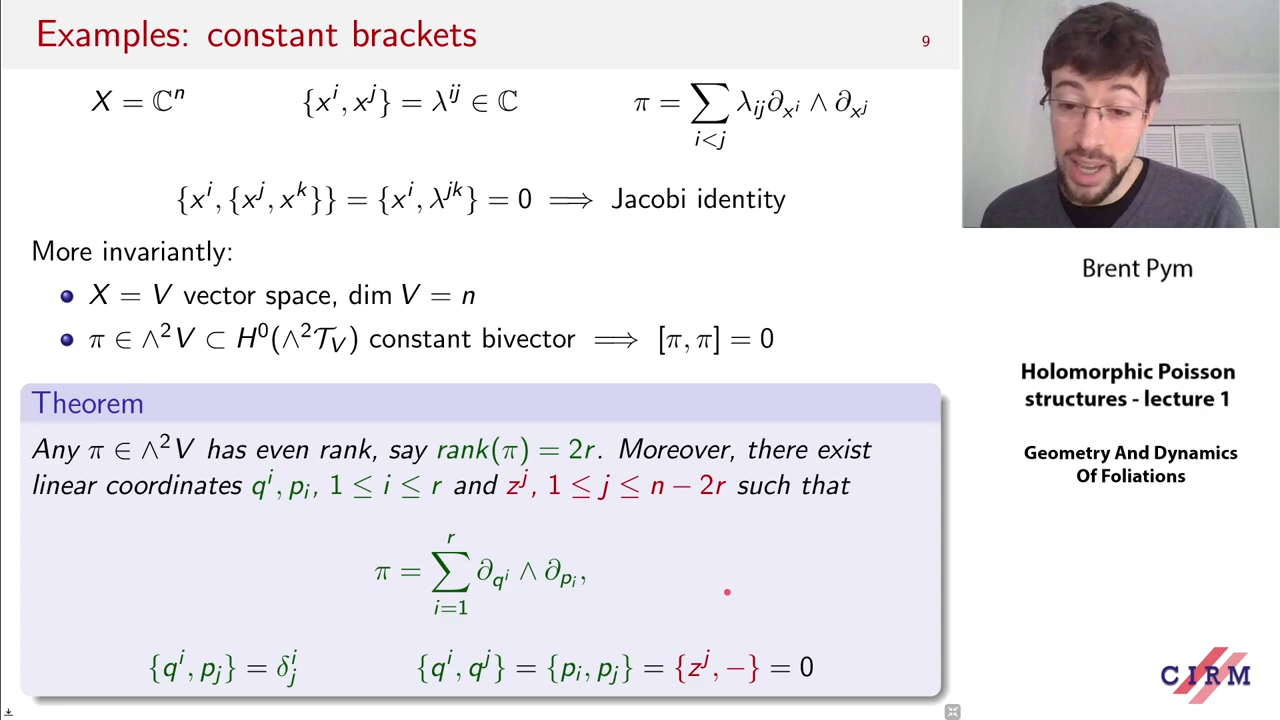 Examples: constant brackets
9
X = ℂⁿ {xⁱ, xʲ} = λⁱʲ ∈ ℂ π = ∑_{i<j} λ_{ij}∂_{xⁱ} ∧ ∂_{xʲ}
{xⁱ, {xʲ, xᵏ}} = {xⁱ, λʲᵏ} = 0 ⟹ Jacobi identity
More invariantly:
X = V vector space, dim V = n
π ∈ ∧²V ⊂ H⁰(∧²𝒯_V) constant bivector ⟹ [π, π] = 0
Theorem
Any π ∈ ∧²V has even rank, say rank(π) = 2r. Moreover, there exist
linear coordinates qⁱ, pᵢ, 1 ≤ i ≤ r and zʲ, 1 ≤ j ≤ n − 2r such that
π = ∑_{i=1}^{r} ∂_{qⁱ} ∧ ∂_{pᵢ},
{qⁱ, pⱼ} = δⁱⱼ {qⁱ, qʲ} = {pᵢ, pⱼ} = {zʲ, −} = 0
Brent Pym
Holomorphic Poisson
structures - lecture 1
Geometry And Dynamics
Of Foliations
CIRM